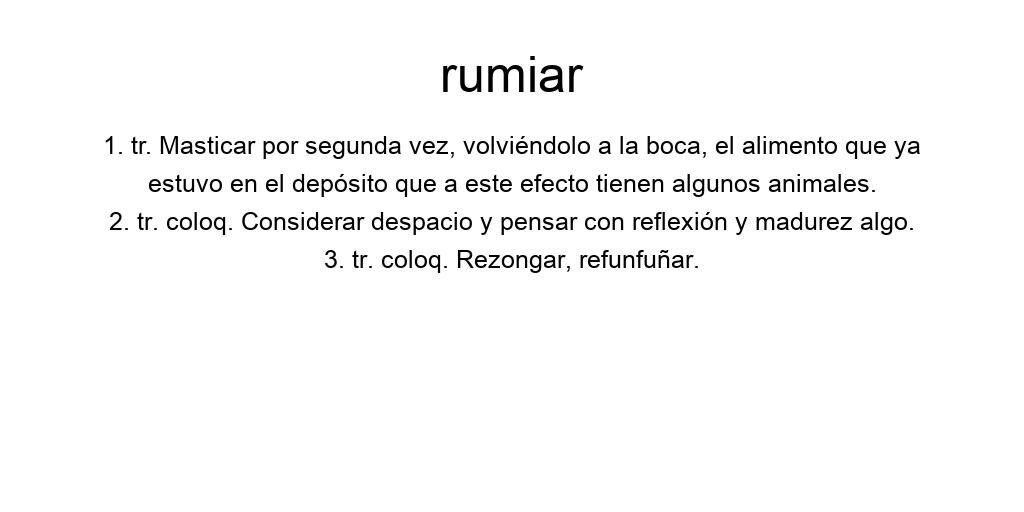 rumiar
1. tr. Masticar por segunda vez, volviéndolo a la boca, el alimento que ya
estuvo en el depósito que a este efecto tienen algunos animales.
2. tr. coloq. Considerar despacio y pensar con reflexión y madurez algo.
3. tr. coloq. Rezongar, refunfuñar.